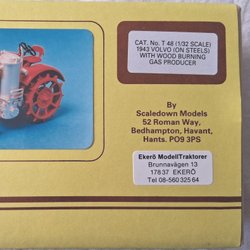 CAT. No. T 48 (1/32 SCALE)
1943 VOLVO (ON STEELS)
WITH WOOD BURNING
GAS PRODUCER
By
Scaledown Models
52 Roman Way,
Bedhampton, Havant,
Hants. PO9 3PS
Ekerö ModellTraktorer
Brunnavägen 13
178 37 EKERÖ
Tel 08-560 325 64